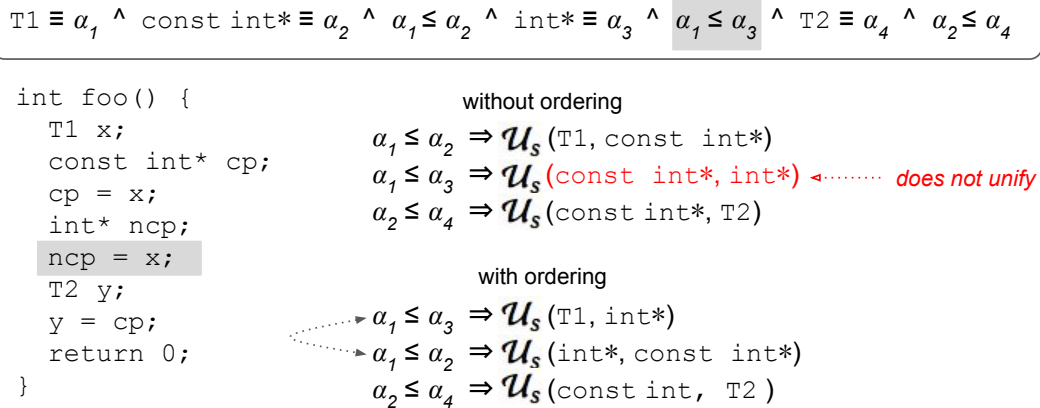 T1 ≡ α₁ ^ const int* ≡ α₂ ^ α₁ ≤ α₂ ^ int* ≡ α₃ ^ α₁ ≤ α₃ ^ T2 ≡ α₄ ^ α₂ ≤ α₄
int foo() {
T1 x;
const int* cp;
cp = x;
int* ncp;
ncp = x;
T2 y;
y = cp;
return 0;
}
without ordering
α₁ ≤ α₂ ⇒ 𝒰ₛ(T1, const int*)
α₁ ≤ α₃ ⇒ 𝒰ₛ(const int*, int*) does not unify
α₂ ≤ α₄ ⇒ 𝒰ₛ(const int*, T2)
with ordering
α₁ ≤ α₃ ⇒ 𝒰ₛ(T1, int*)
α₁ ≤ α₂ ⇒ 𝒰ₛ(int*, const int*)
α₂ ≤ α₄ ⇒ 𝒰ₛ(const int, T2 )